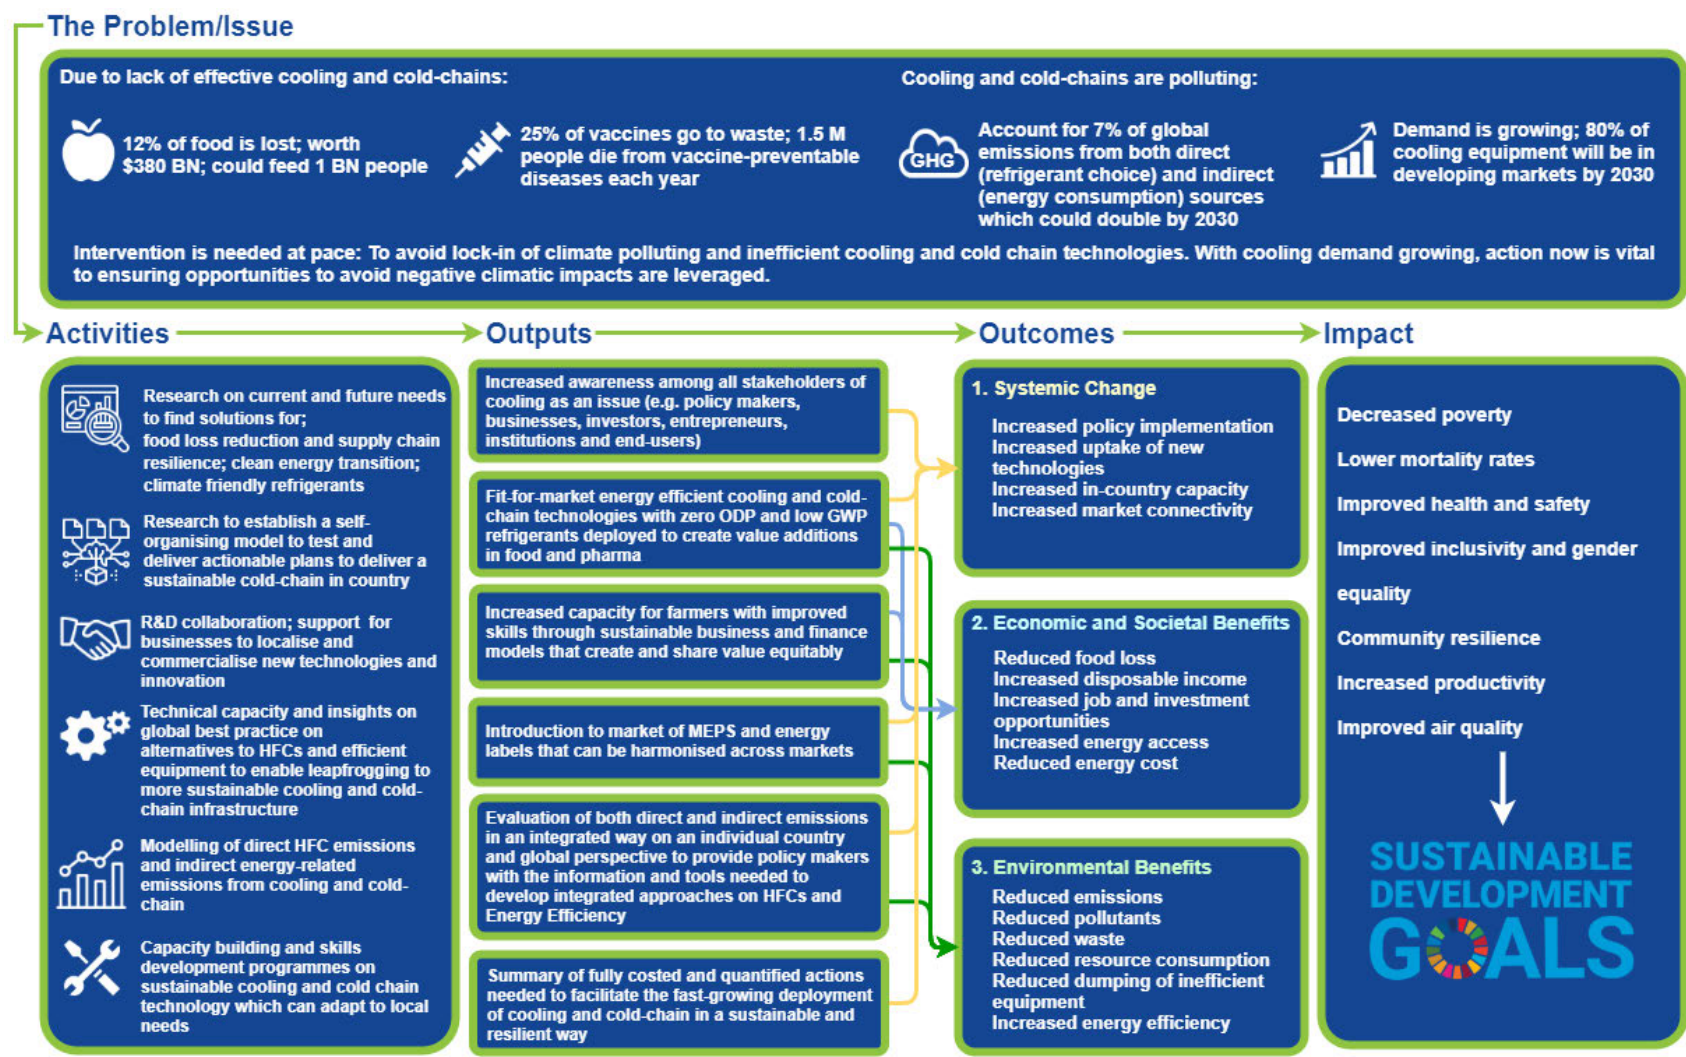 The Problem/Issue
Due to lack of effective cooling and cold-chains:
12% of food is lost; worth
$380 BN; could feed 1 BN people
25% of vaccines go to waste; 1.5 M
people die from vaccine-preventable
diseases each year
Cooling and cold-chains are polluting:
GHG
Account for 7% of global
emissions from both direct
(refrigerant choice) and indirect
(energy consumption) sources
which could double by 2030
Demand is growing; 80% of
cooling equipment will be in
developing markets by 2030
Intervention is needed at pace: To avoid lock-in of climate polluting and inefficient cooling and cold chain technologies. With cooling demand growing, action now is vital
to ensuring opportunities to avoid negative climatic impacts are leveraged.
Activities
Research on current and future needs
to find solutions for;
food loss reduction and supply chain
resilience; clean energy transition;
climate friendly refrigerants
Research to establish a self-
organising model to test and
deliver actionable plans to deliver a
sustainable cold-chain in country
R&D collaboration; support for
businesses to localise and
commercialise new technologies and
innovation
Technical capacity and insights on
global best practice on
alternatives to HFCs and efficient
equipment to enable leapfrogging to
more sustainable cooling and cold-
chain infrastructure
Modelling of direct HFC emissions
and indirect energy-related
emissions from cooling and cold-
chain
Capacity building and skills
development programmes on
sustainable cooling and cold chain
technology which can adapt to local
needs
Outputs
Increased awareness among all stakeholders of
cooling as an issue (e.g. policy makers,
businesses, investors, entrepreneurs,
institutions and end-users)
Fit-for-market energy efficient cooling and cold-
chain technologies with zero ODP and low GWP
refrigerants deployed to create value additions
in food and pharma
Increased capacity for farmers with improved
skills through sustainable business and finance
models that create and share value equitably
Introduction to market of MEPS and energy
labels that can be harmonised across markets
Evaluation of both direct and indirect emissions
in an integrated way on an individual country
and global perspective to provide policy makers
with the information and tools needed to
develop integrated approaches on HFCs and
Energy Efficiency
Summary of fully costed and quantified actions
needed to facilitate the fast-growing deployment
of cooling and cold-chain in a sustainable and
resilient way
Outcomes
1. Systemic Change
Increased policy implementation
Increased uptake of new
technologies
Increased in-country capacity
Increased market connectivity
2. Economic and Societal Benefits
Reduced food loss
Increased disposable income
Increased job and investment
opportunities
Increased energy access
Reduced energy cost
3. Environmental Benefits
Reduced emissions
Reduced pollutants
Reduced waste
Reduced resource consumption
Reduced dumping of inefficient
equipment
Increased energy efficiency
Impact
Decreased poverty
Lower mortality rates
Improved health and safety
Improved inclusivity and gender
equality
Community resilience
Increased productivity
Improved air quality
SUSTAINABLE
DEVELOPMENT
GOALS